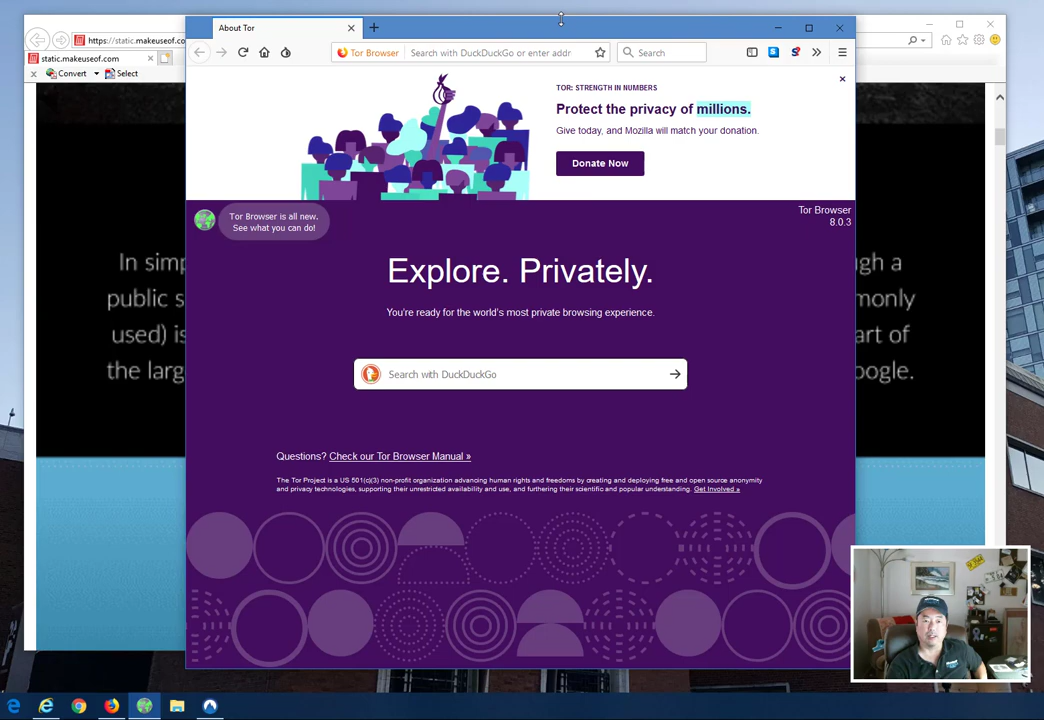 About Tor
https://static.makeuseof.co
Tor Browser
Search with DuckDuckGo or enter addr
Search
static.makeuseof.com
Convert
Select
TOR: STRENGTH IN NUMBERS
Protect the privacy of millions.
Give today, and Mozilla will match your donation.
Donate Now
Tor Browser is all new.
See what you can do!
Tor Browser
8.0.3
In simp
public s
used) is
the larg
ugh a
monly
art of
oogle.
Explore. Privately.
You're ready for the world's most private browsing experience.
Search with DuckDuckGo
Questions? Check our Tor Browser Manual »
The Tor Project is a US 501(c)(3) non-profit organization advancing human rights and freedoms by creating and deploying free and open source anonymity
and privacy technologies, supporting their unrestricted availability and use, and furthering their scientific and popular understanding. Get Involved »